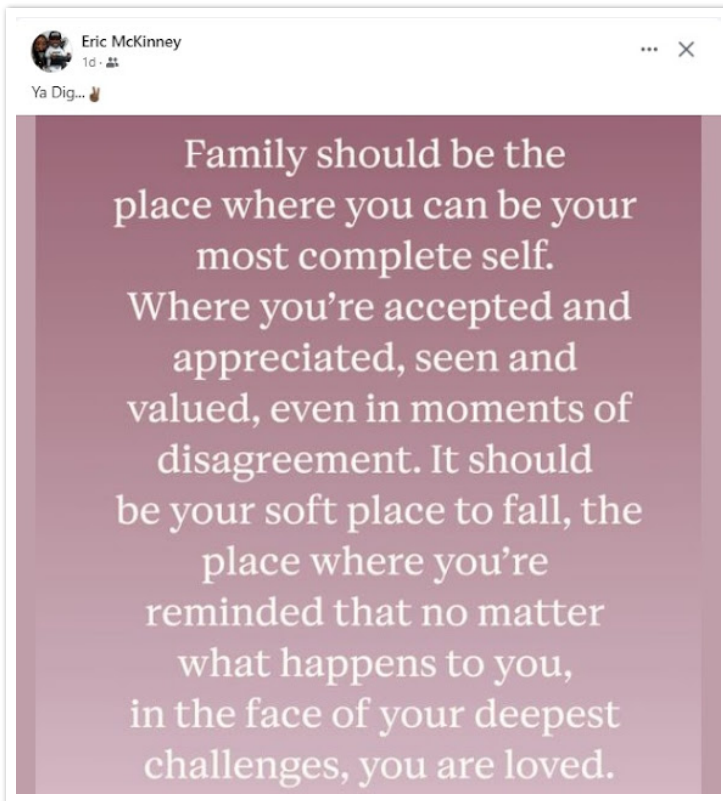 Eric McKinney
1d ·
Ya Dig...
Family should be the
place where you can be your
most complete self.
Where you’re accepted and
appreciated, seen and
valued, even in moments of
disagreement. It should
be your soft place to fall, the
place where you’re
reminded that no matter
what happens to you,
in the face of your deepest
challenges, you are loved.